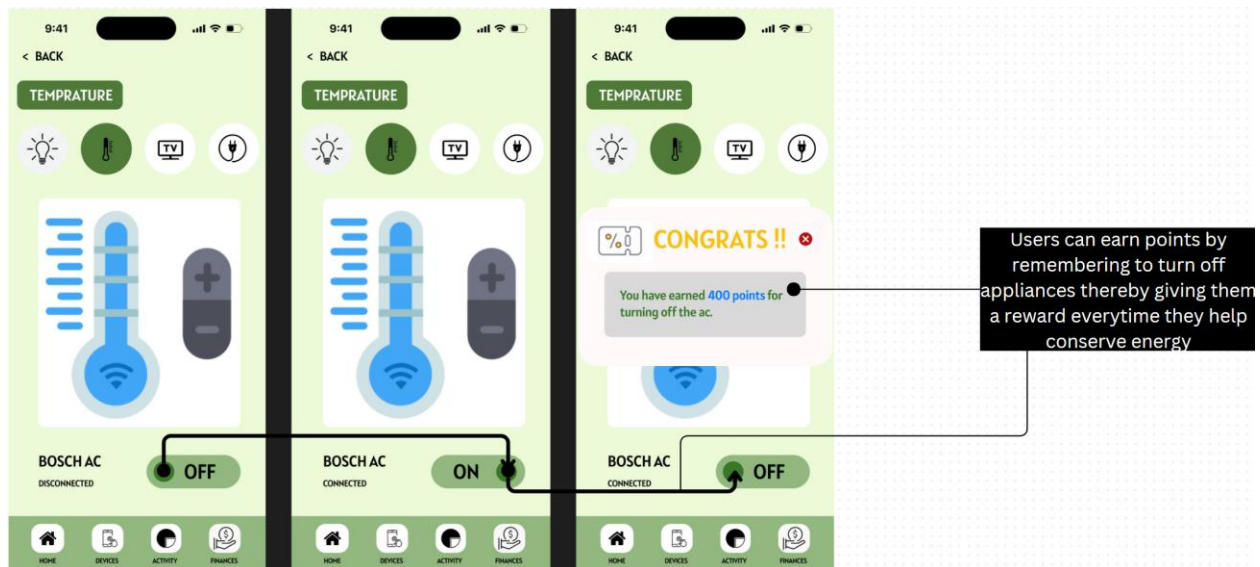 9:41
< BACK
TEMPRATURE
TV
BOSCH AC
DISCONNECTED
OFF
HOME
DEVICES
ACTIVITY
FINANCES
9:41
< BACK
TEMPRATURE
TV
BOSCH AC
CONNECTED
ON
HOME
DEVICES
ACTIVITY
FINANCES
9:41
< BACK
TEMPRATURE
TV
%
CONGRATS !!
You have earned 400 points for
turning off the ac.
BOSCH AC
CONNECTED
OFF
HOME
DEVICES
ACTIVITY
FINANCES
Users can earn points by
remembering to turn off
appliances thereby giving them
a reward everytime they help
conserve energy